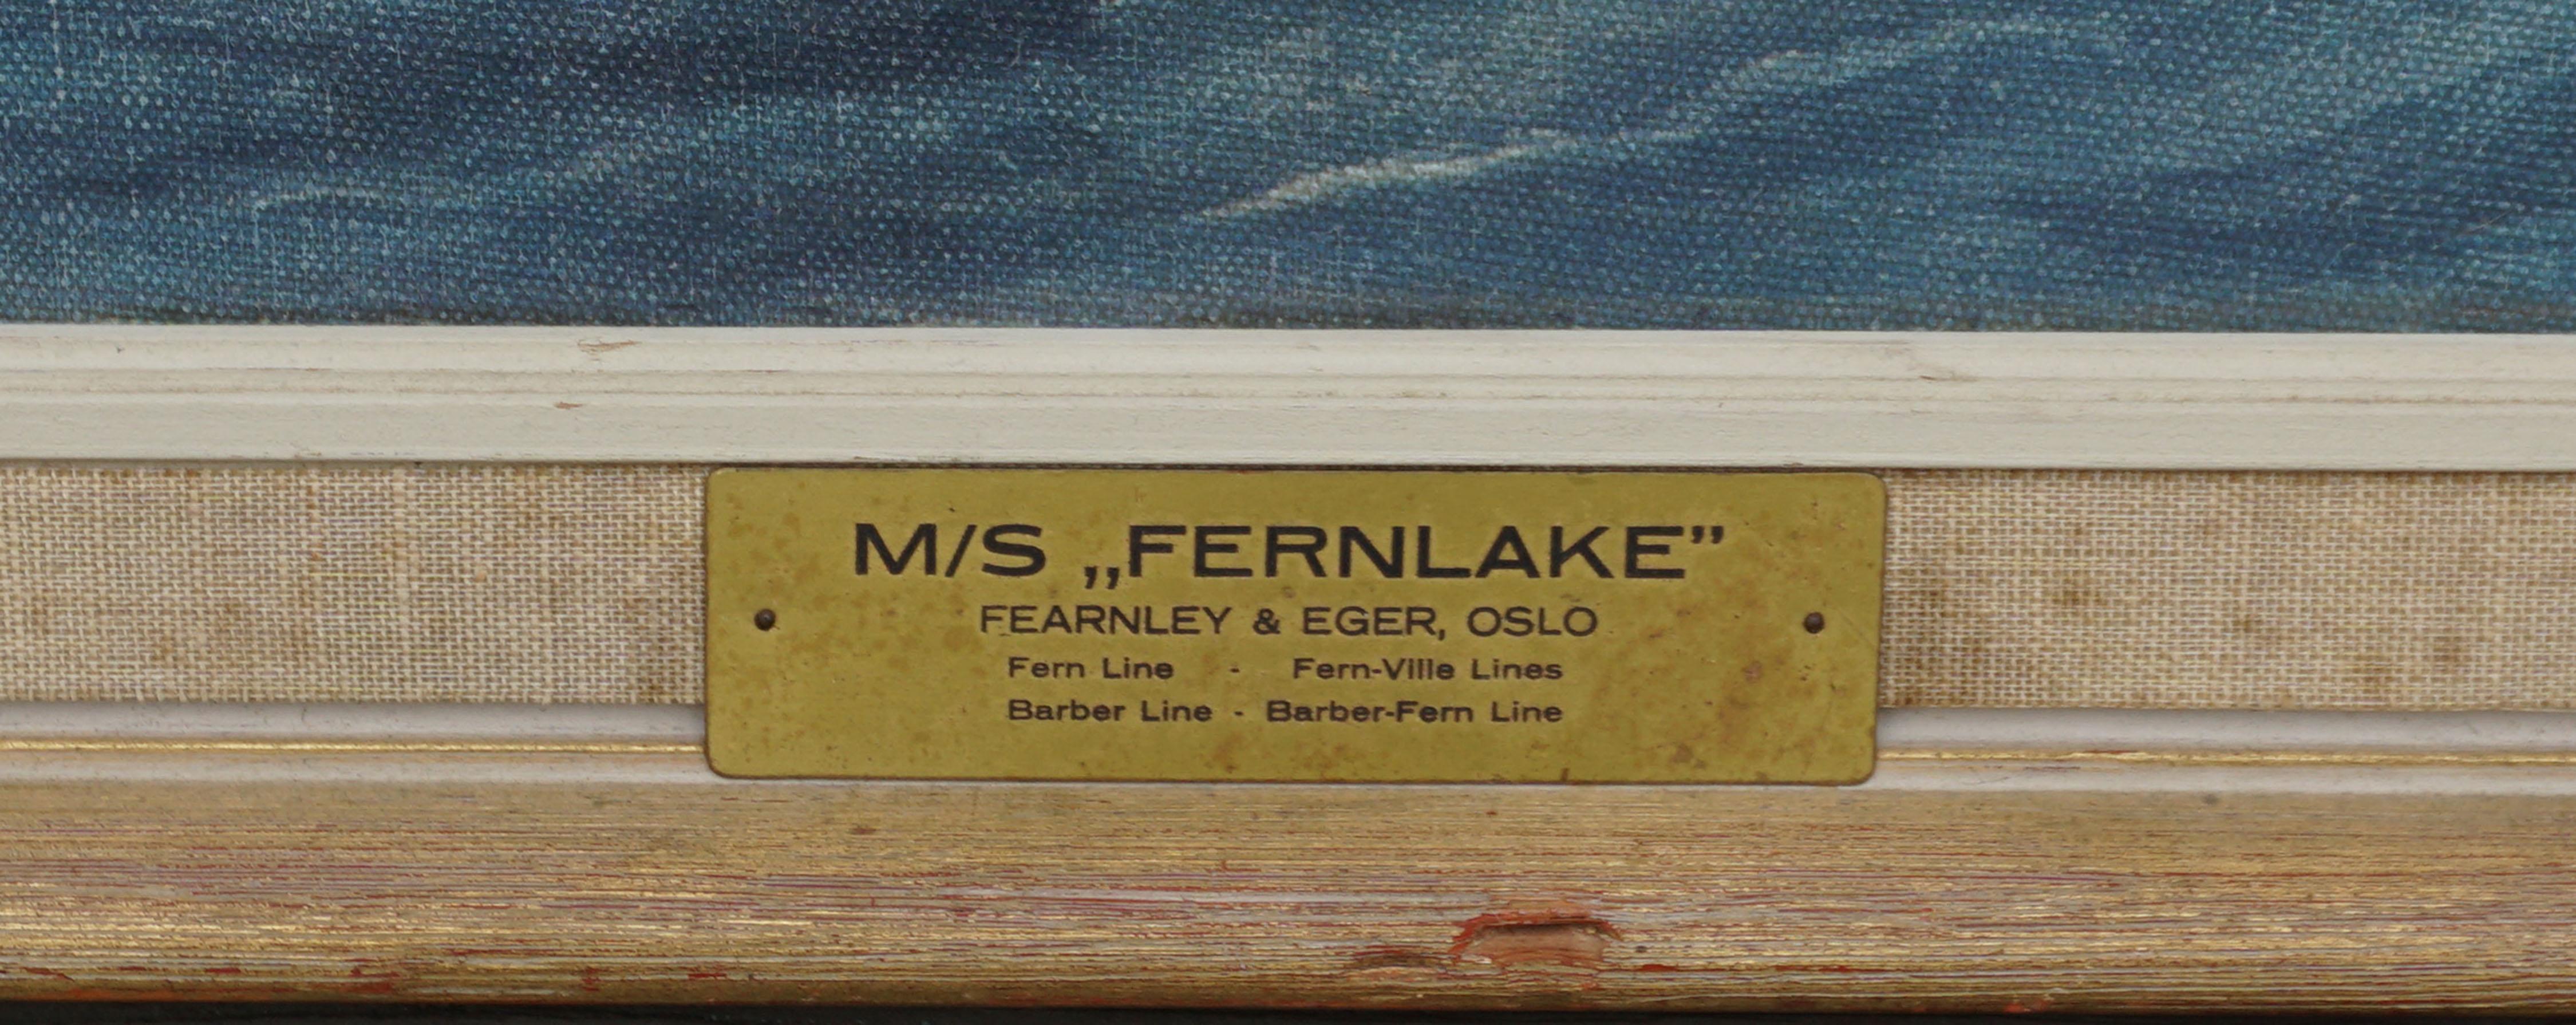 M/S „FERNLAKE”
FEARNLEY & EGER, OSLO
Fern Line - Fern-Ville Lines
Barber Line - Barber-Fern Line